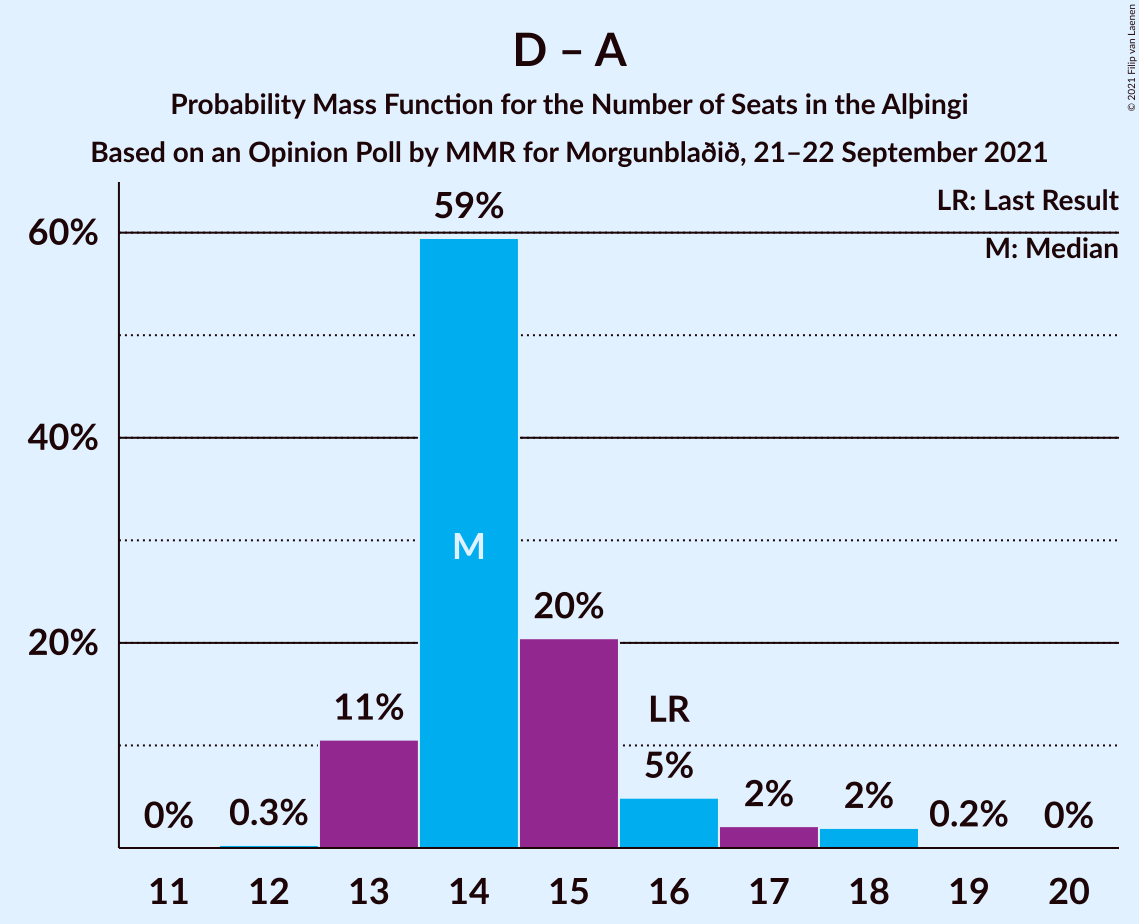 D – A
Probability Mass Function for the Number of Seats in the Alþingi
Based on an Opinion Poll by MMR for Morgunblaðið, 21–22 September 2021
© 2021 Filip van Laenen
LR: Last Result
M: Median
60%
40%
20%
0%
0.3%
11%
59%
M
20%
LR
5%
2%
2%
0.2%
0%
11
12
13
14
15
16
17
18
19
20